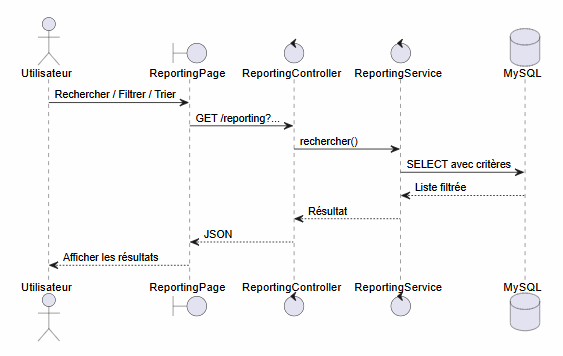 Utilisateur
ReportingPage
ReportingController
ReportingService
MySQL
Rechercher / Filtrer / Trier
GET /reporting?...
rechercher()
SELECT avec critères
Liste filtrée
Résultat
JSON
Afficher les résultats
Utilisateur
ReportingPage
ReportingController
ReportingService
MySQL